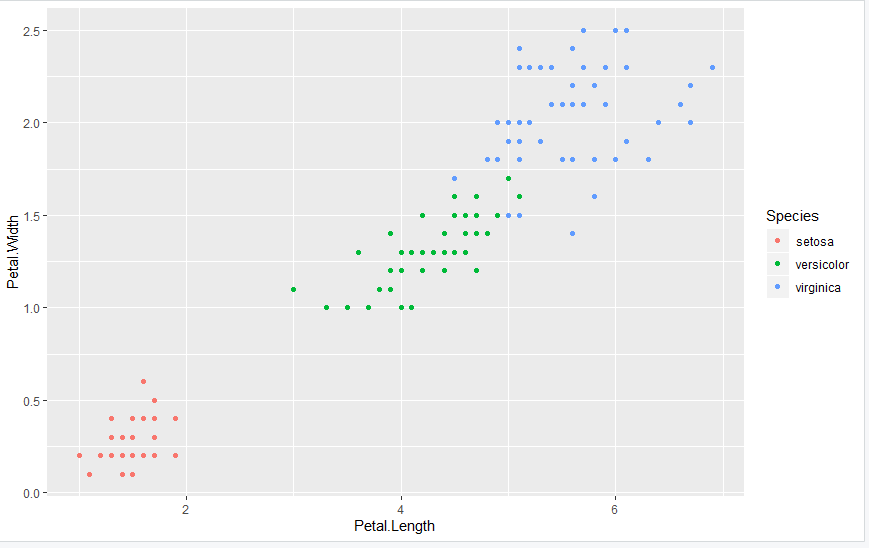 2.5
2.0
1.5
1.0
0.5
0.0
Petal.Width
2 4 6
Petal.Length
Species
setosa
versicolor
virginica